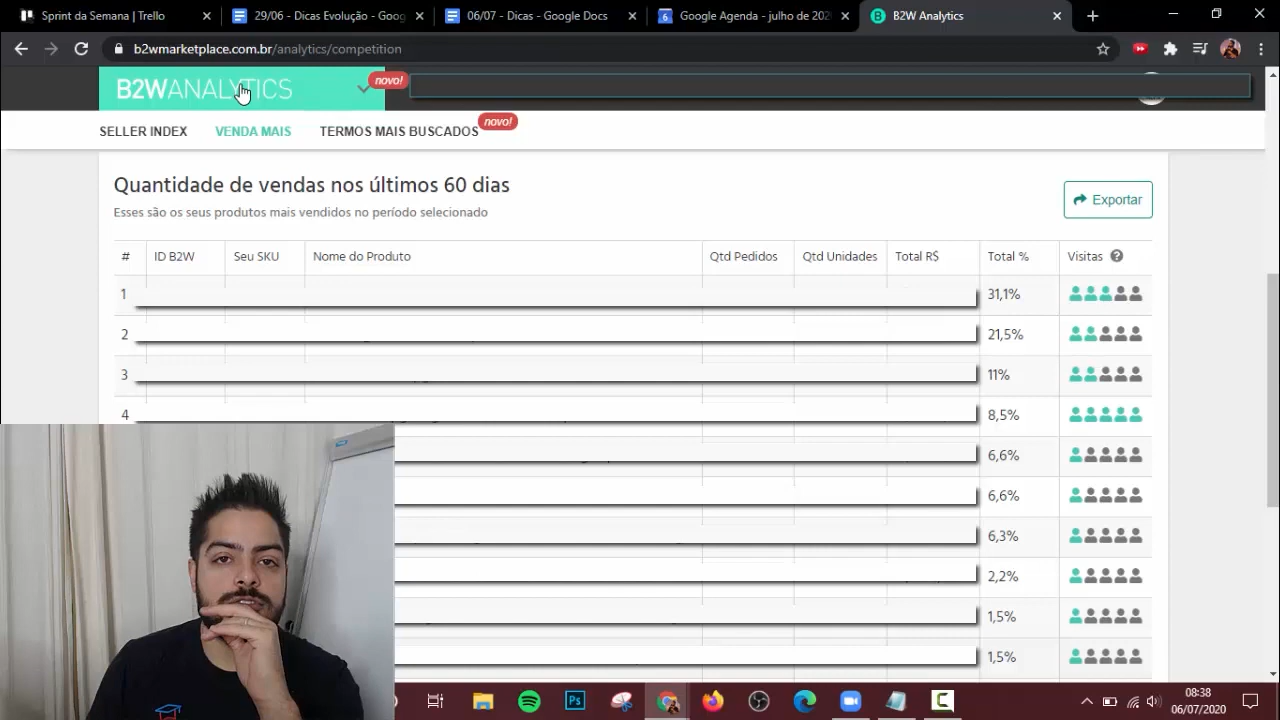 Sprint da Semana | Trello
29/06 - Dicas Evolução - Goog
06/07 - Dicas - Google Docs
Google Agenda - julho de 202
B2W Analytics
b2wmarketplace.com.br/analytics/competition
B2WANALYTICS
novo!
SELLER INDEX
VENDA MAIS
TERMOS MAIS BUSCADOS
novo!
Quantidade de vendas nos últimos 60 dias
Esses são os seus produtos mais vendidos no período selecionado
Exportar
# ID B2W Seu SKU Nome do Produto Qtd Pedidos Qtd Unidades Total R$ Total % Visitas ?
1 31,1%
2 21,5%
3 11%
4 8,5%
6,6%
6,6%
6,3%
2,2%
1,5%
1,5%
Ps
08:38
06/07/2020